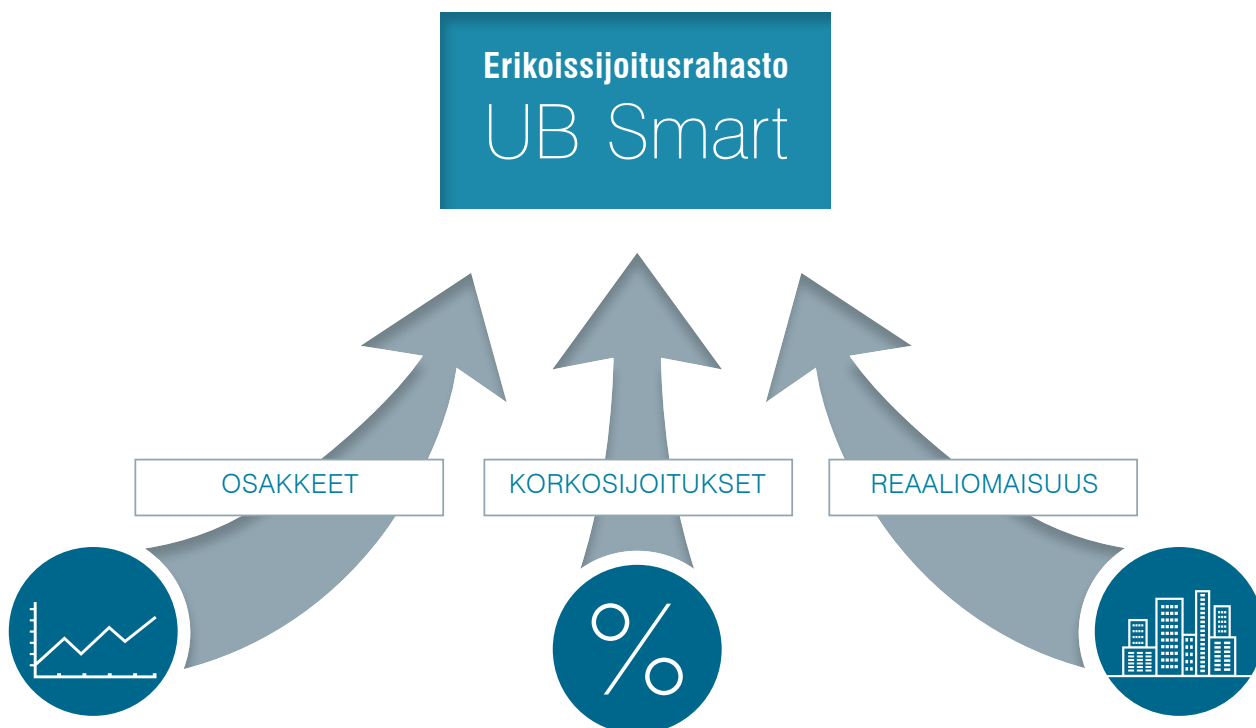 Erikoissijoitusrahasto
UB Smart
OSAKKEET
KORKOSIJOITUKSET
REAALIOMAISUUS
%